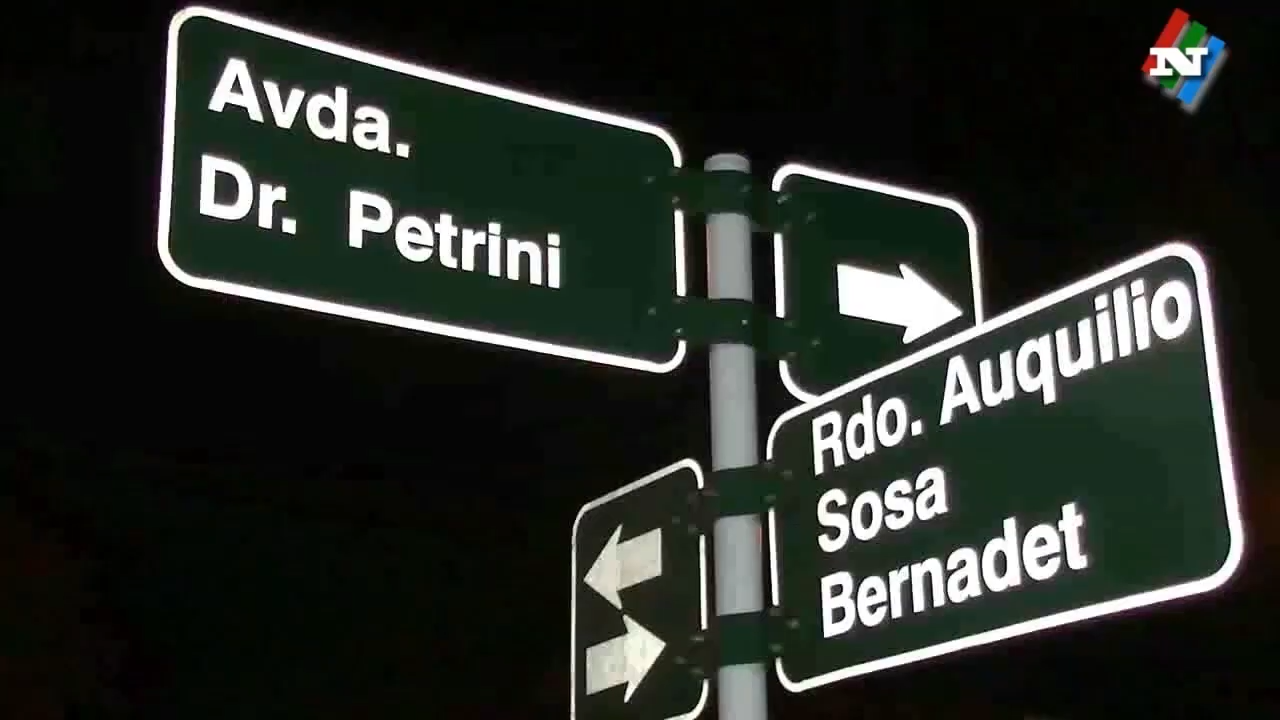 Avda.
Dr. Petrini
Rdo. Auquilio
Sosa
Bernadet
N